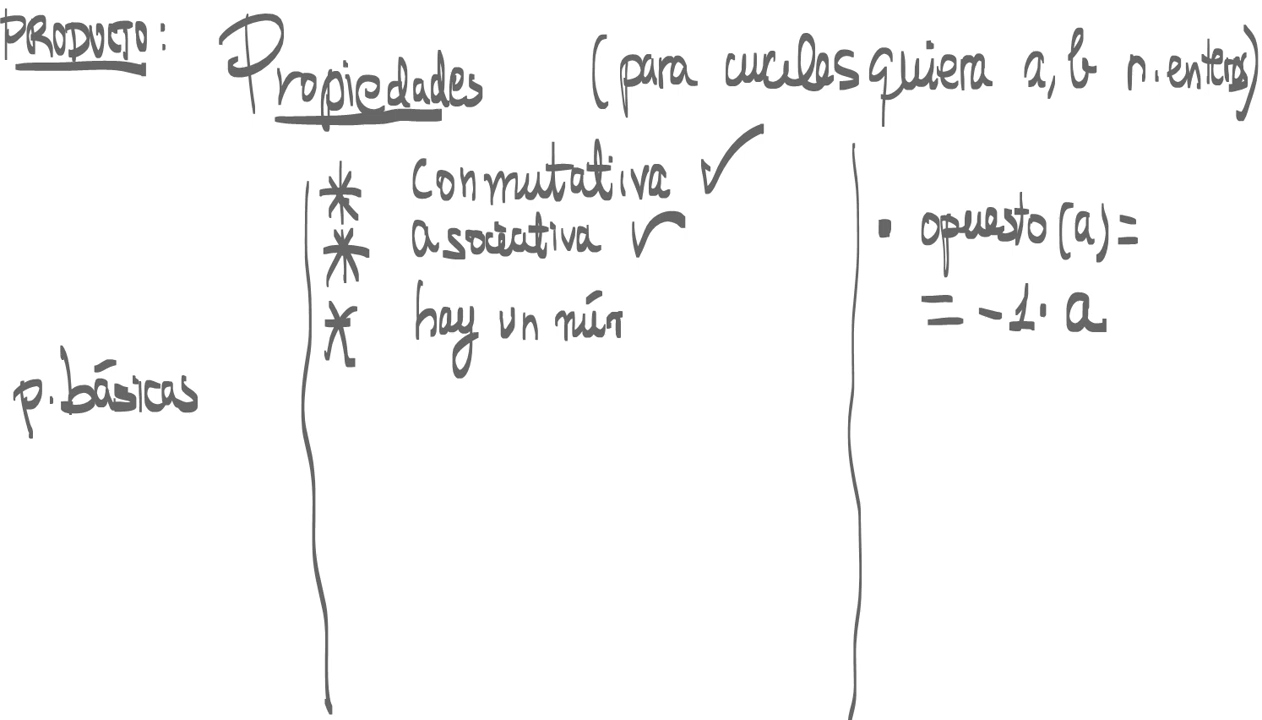 PRODUCTO: Propiedades (para cualesquiera a, b n. enteros)
* conmutativa ✓
* asociativa ✓
* hay un núm
p. básicas
▪ opuesto (a) =
= -1· a